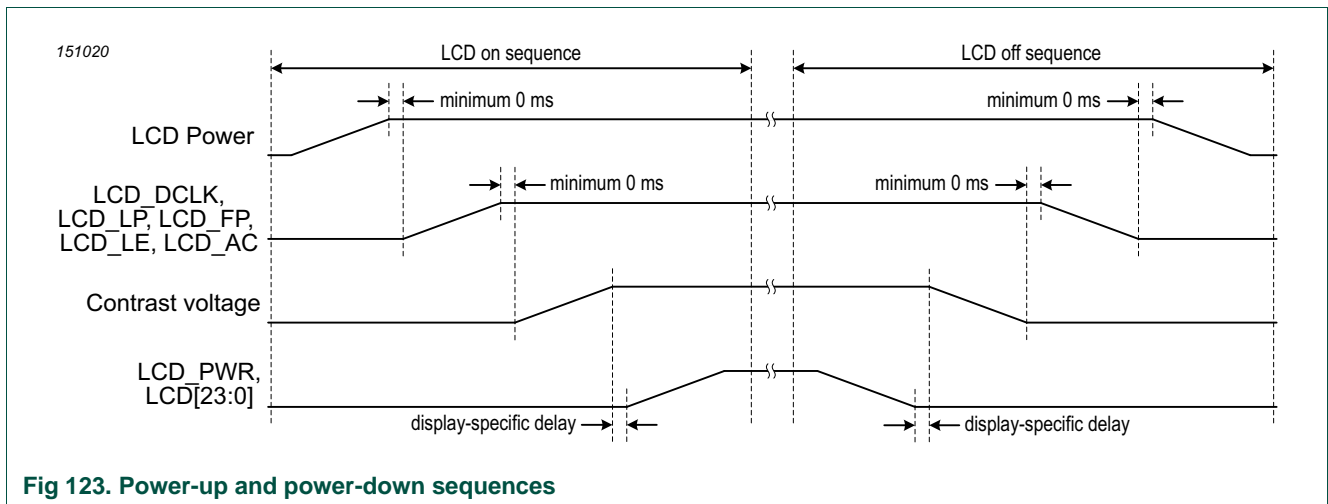 151020
LCD on sequence
LCD off sequence
minimum 0 ms
minimum 0 ms
LCD Power
minimum 0 ms
minimum 0 ms
LCD_DCLK,
LCD_LP, LCD_FP,
LCD_LE, LCD_AC
Contrast voltage
LCD_PWR,
LCD[23:0]
display-specific delay
display-specific delay
Fig 123. Power-up and power-down sequences